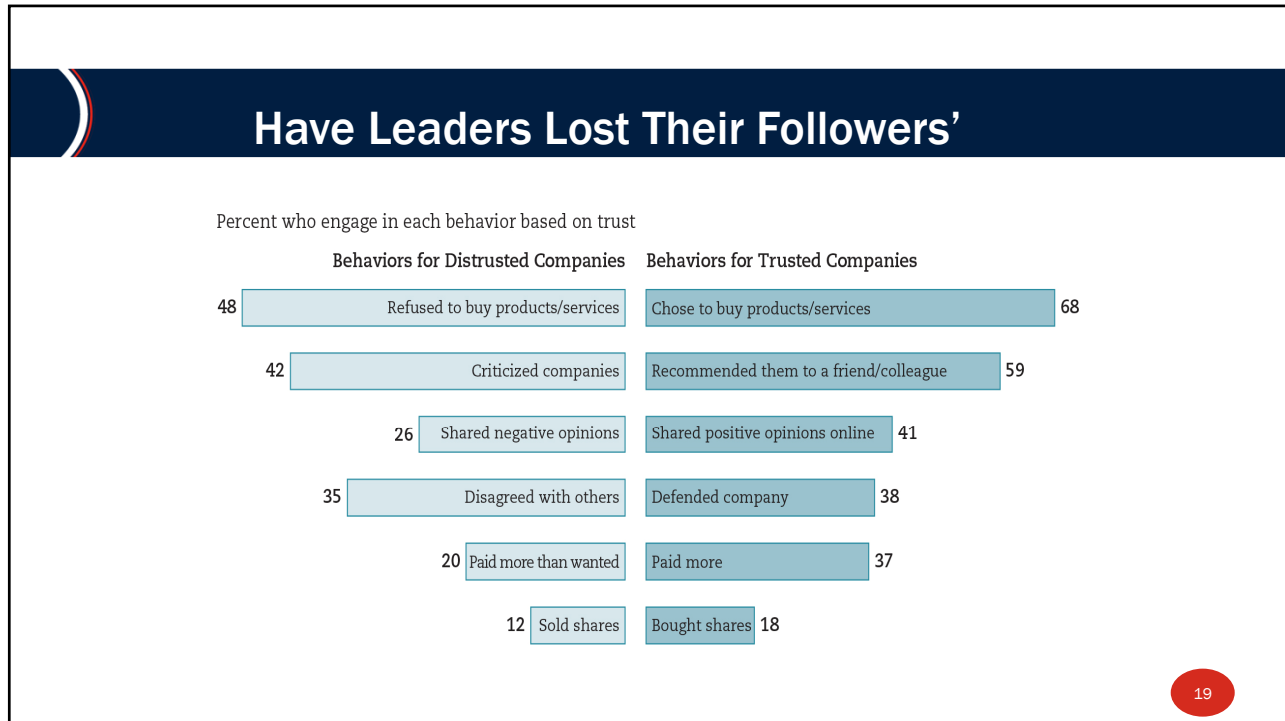 Have Leaders Lost Their Followers’
Percent who engage in each behavior based on trust
Behaviors for Distrusted Companies Behaviors for Trusted Companies
48 Refused to buy products/services Chose to buy products/services 68
42 Criticized companies Recommended them to a friend/colleague 59
26 Shared negative opinions Shared positive opinions online 41
35 Disagreed with others Defended company 38
20 Paid more than wanted Paid more 37
12 Sold shares Bought shares 18
19